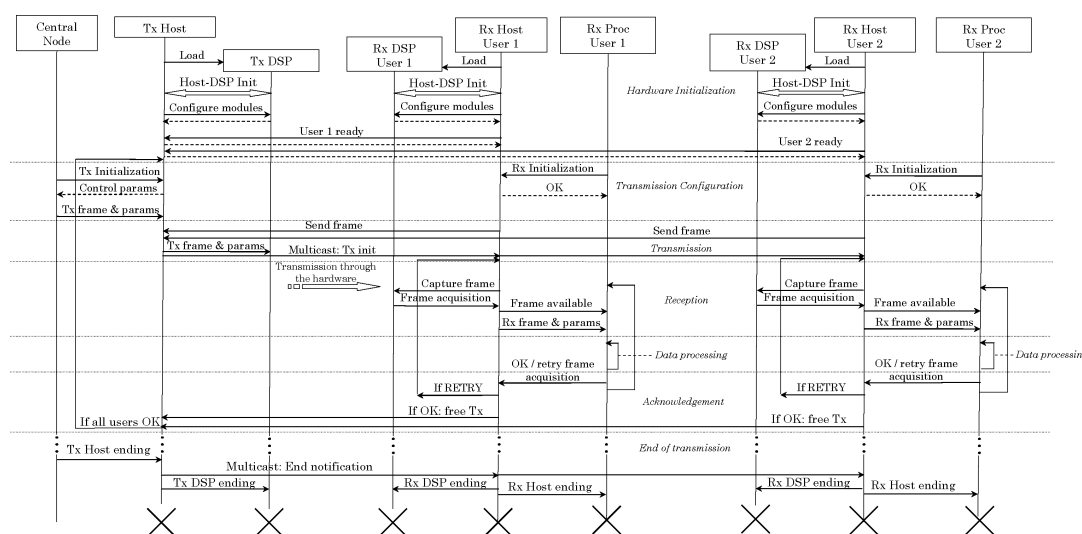 Central
Node
Tx Host
Tx DSP
Rx DSP
User 1
Rx Host
User 1
Rx Proc
User 1
Rx DSP
User 2
Rx Host
User 2
Rx Proc
User 2
Load
Load
Load
Host-DSP Init
Host-DSP Init
Hardware Initialization
Host-DSP Init
Configure modules
Configure modules
Configure modules
User 1 ready
User 2 ready
Tx Initialization
Rx Initialization
Rx Initialization
Control params
OK
Transmission Configuration
OK
Tx frame & params
Send frame
Send frame
Tx frame & params
Multicast: Tx init
Transmission
Transmission through
the hardware
Capture frame
Capture frame
Frame acquisition
Frame available
Reception
Frame acquisition
Frame available
Rx frame & params
Rx frame & params
Data processing
Data processin
OK / retry frame
acquisition
OK / retry frame
acquisition
If RETRY
If RETRY
Acknowledgement
If OK: free Tx
If OK: free Tx
If all users OK
Tx Host ending
End of transmission
Multicast: End notification
Tx DSP ending
Rx DSP ending
Rx Host ending
Rx DSP ending
Rx Host ending